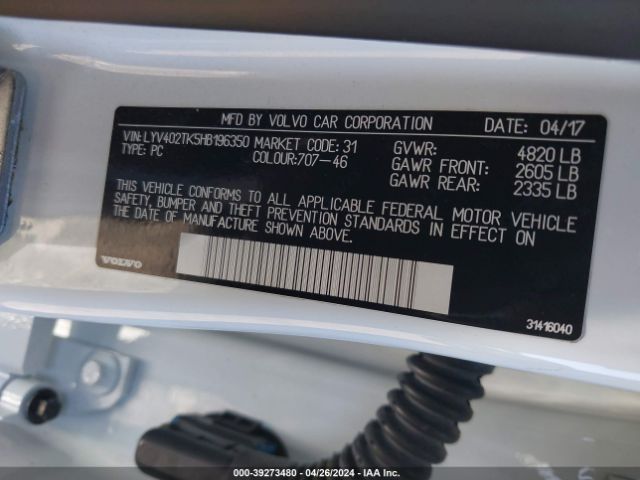 MFD BY VOLVO CAR CORPORATION DATE: 04/17
VIN: LYV402TK5HB196350 MARKET CODE: 31 GVWR: 4820 LB
TYPE: PC COLOUR:707-46 GAWR FRONT: 2605 LB
GAWR REAR: 2335 LB
THIS VEHICLE CONFORMS TO ALL APPLICABLE FEDERAL MOTOR VEHICLE
SAFETY, BUMPER AND THEFT PREVENTION STANDARDS IN EFFECT ON
THE DATE OF MANUFACTURE SHOWN ABOVE.
VOLVO
31416040
000-39273480 - 04/26/2024 - IAA Inc.